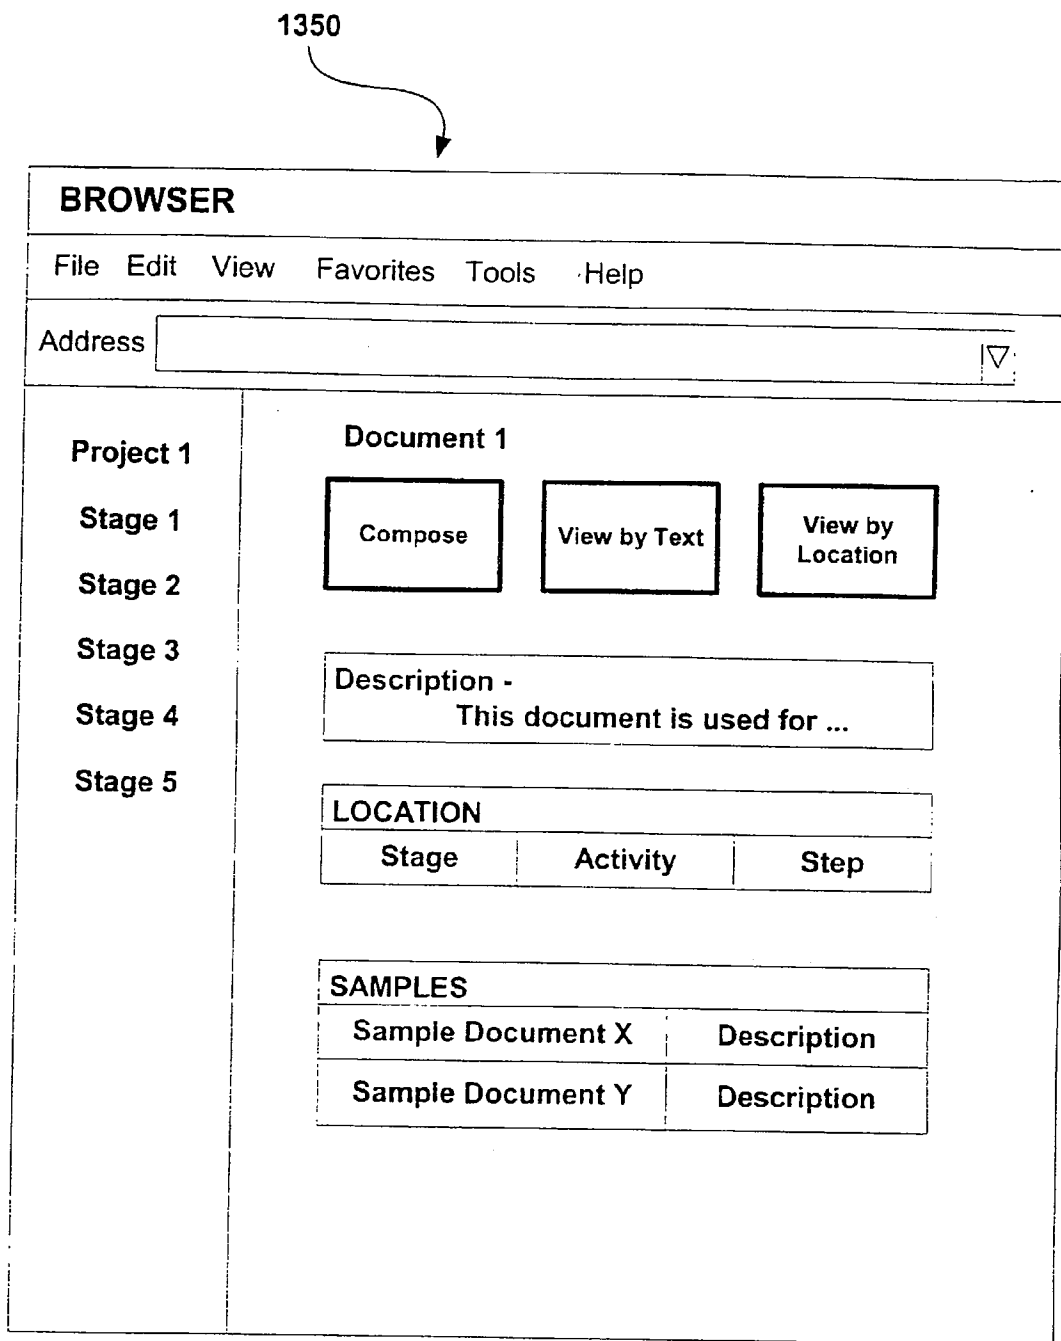 1350
BROWSER
File Edit View Favorites Tools Help
Address
Project 1
Stage 1
Stage 2
Stage 3
Stage 4
Stage 5
Document 1
Compose
View by Text
View by
Location
Description -
This document is used for ...
LOCATION
Stage Activity Step
SAMPLES
Sample Document X Description
Sample Document Y Description